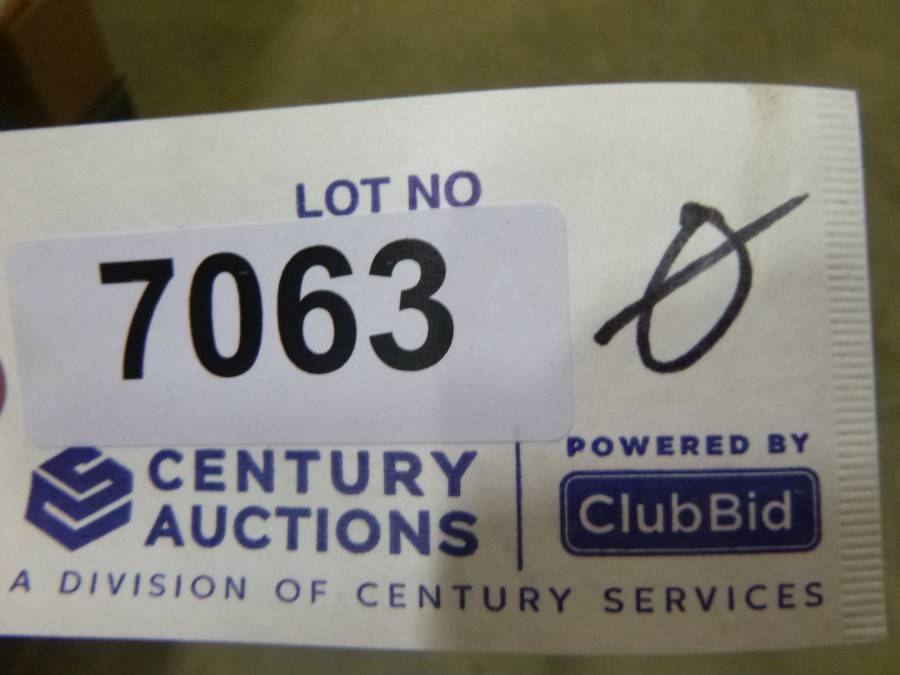 LOT NO
7063
Ø
CENTURY
AUCTIONS
POWERED BY
ClubBid
A DIVISION OF CENTURY SERVICES